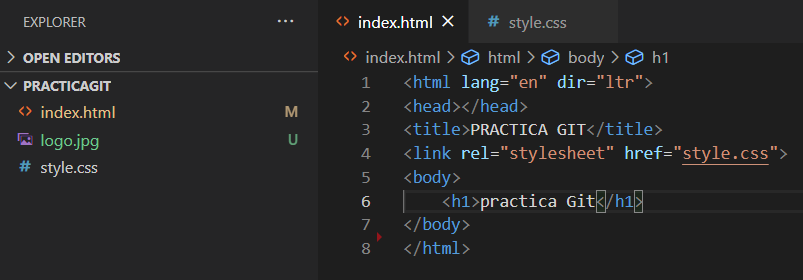 EXPLORER ...
OPEN EDITORS
PRACTICAGIT
index.html M
logo.jpg U
# style.css
index.html ×
# style.css
index.html > html > body > h1
1 <html lang="en" dir="ltr">
2 <head></head>
3 <title>PRACTICA GIT</title>
4 <link rel="stylesheet" href="style.css">
5 <body>
6 <h1>practica Git</h1>
7 </body>
8 </html>